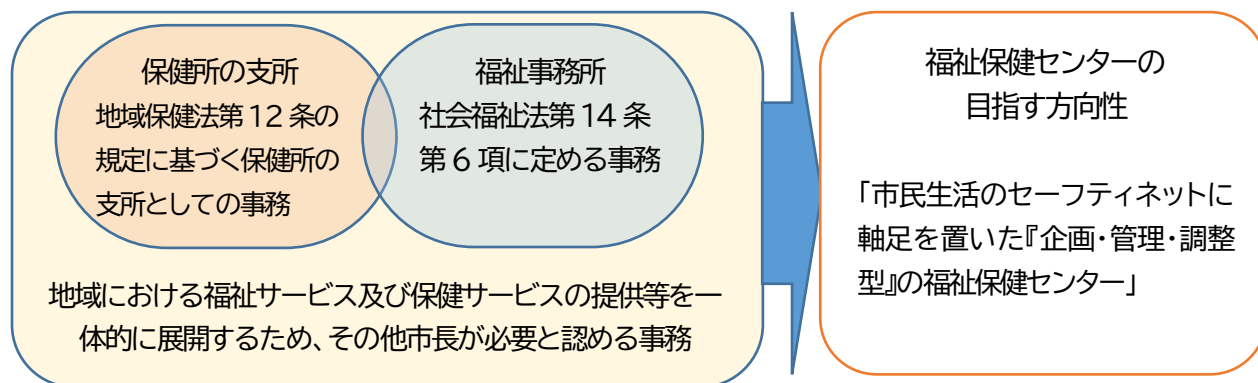 保健所の支所
地域保健法第12条の
規定に基づく保健所の
支所としての事務
福祉事務所
社会福祉法第14条
第6項に定める事務
地域における福祉サービス及び保健サービスの提供等を一
体的に展開するため、その他市長が必要と認める事務
福祉保健センターの
目指す方向性
「市民生活のセーフティネットに
軸足を置いた『企画・管理・調整
型』の福祉保健センター」